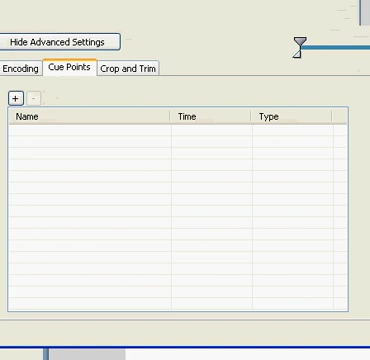 Hide Advanced Settings
Encoding Cue Points Crop and Trim
+ -
Name Time Type